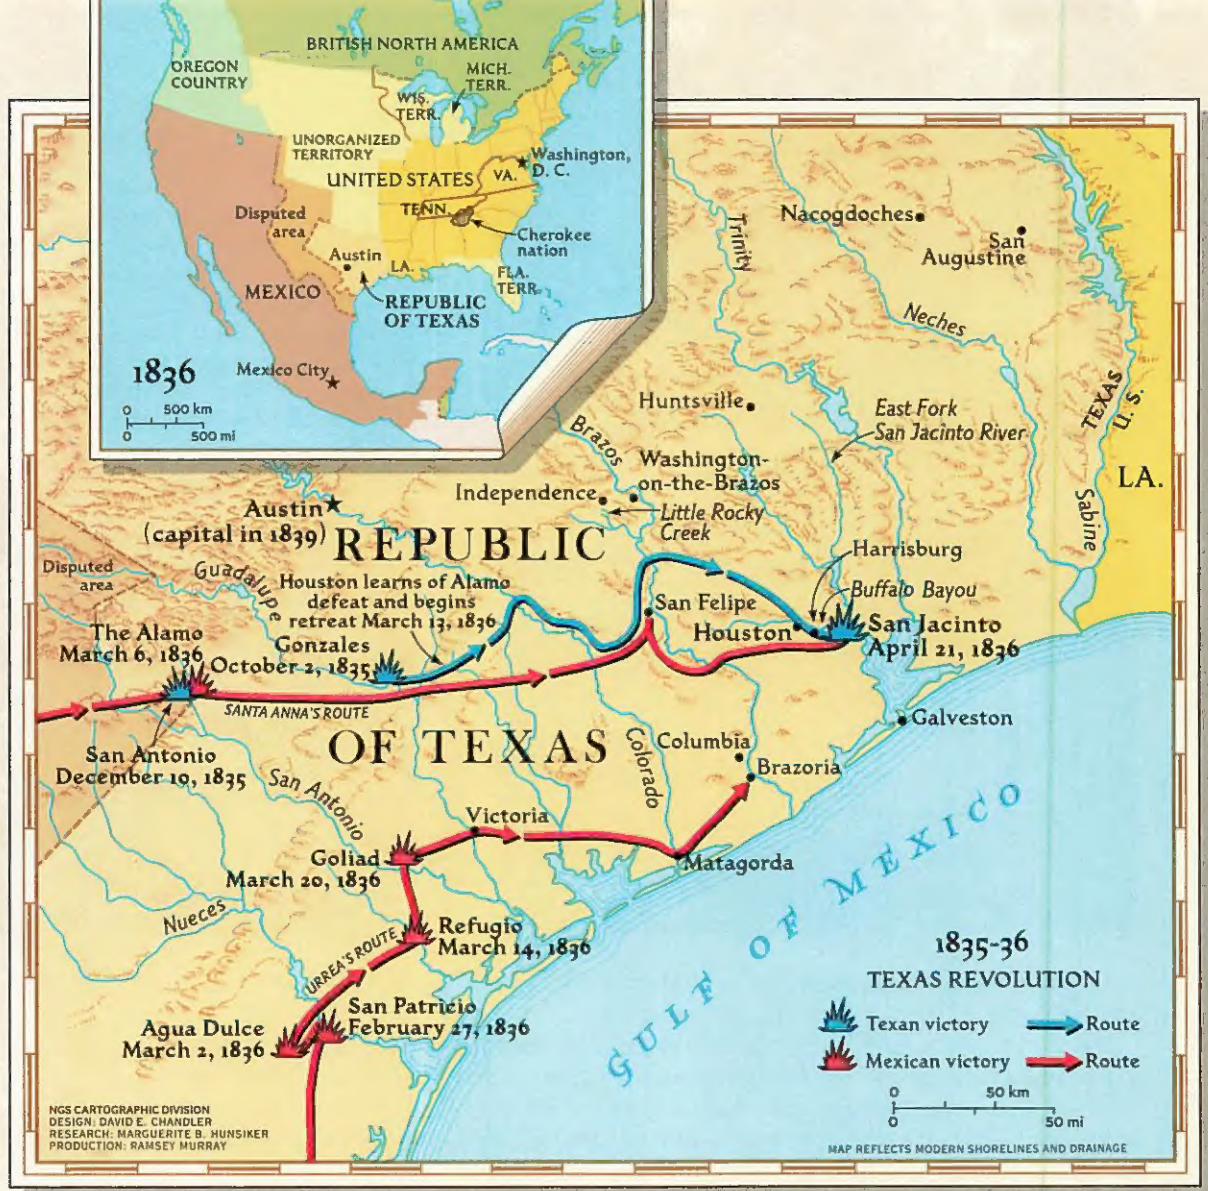 BRITISH NORTH AMERICA
OREGON
COUNTRY
MICH.
TERR.
WIS.
TERR.
UNORGANIZED
TERRITORY
Washington,
D. C.
UNITED STATES
VA.
TENN.
Disputed
area
Cherokee
nation
Austin
LA.
FLA.
TERR.
MEXICO
REPUBLIC
OF TEXAS
1836
Mexico City
0 500 km
0 500 mi
Trinity
Nacogdoches
San
Augustine
Neches
TEXAS
U. S.
LA.
Sabine
Huntsville
East Fork
San Jacinto River
Brazos
Washington-
on-the-Brazos
Independence
Little Rocky
Creek
Austin
(capital in 1839)
REPUBLIC
Harrisburg
Disputed
area
Guadalupe
Houston learns of Alamo
defeat and begins
retreat March 13, 1836
Buffalo Bayou
San Felipe
Houston
San Jacinto
April 21, 1836
The Alamo
March 6, 1836
Gonzales
October 2, 1835
SANTA ANNA'S ROUTE
OF TEXAS
San Antonio
December 10, 1835
San Antonio
Colorado
Columbia
Brazoria
Galveston
Victoria
Goliad
March 20, 1836
Matagorda
GULF OF MEXICO
Nueces
Refugio
March 14, 1836
URREA'S ROUTE
San Patricio
February 27, 1836
Agua Dulce
March 2, 1836
1835-36
TEXAS REVOLUTION
Texan victory Route
Mexican victory Route
0 50 km
0 50 mi
NGS CARTOGRAPHIC DIVISION
DESIGN: DAVID E. CHANDLER
RESEARCH: MARGUERITE B. HUNSIKER
PRODUCTION: RAMSEY MURRAY
MAP REFLECTS MODERN SHORELINES AND DRAINAGE